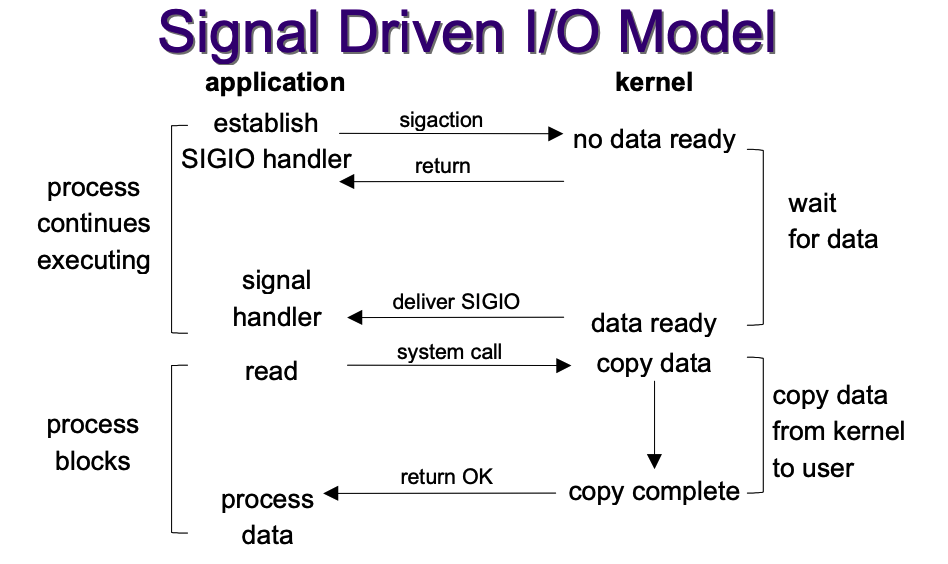 Signal Driven I/O Model
application
kernel
establish
SIGIO handler
sigaction
no data ready
return
process
continues
executing
wait
for data
signal
handler
deliver SIGIO
data ready
read
system call
copy data
process
blocks
copy data
from kernel
to user
return OK
copy complete
process
data